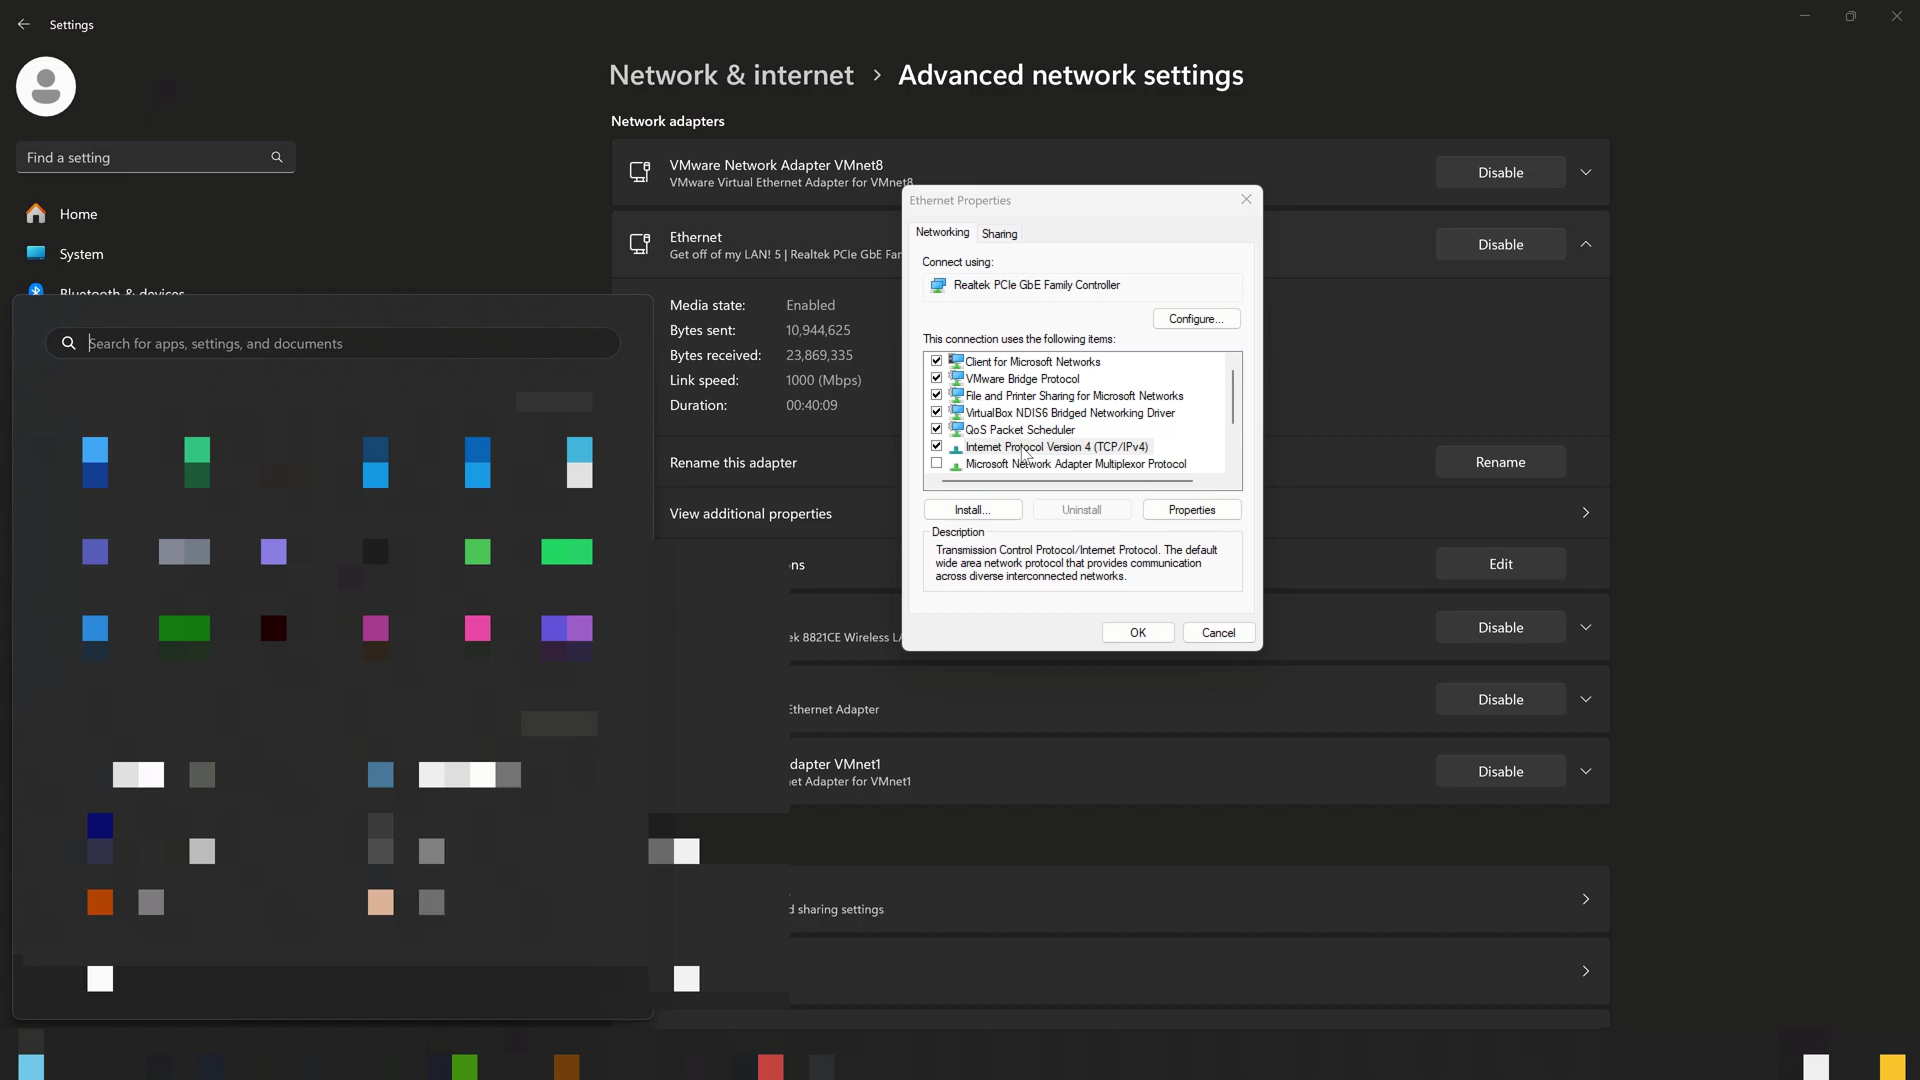 Settings
Find a setting
Home
System
Bluetooth & devices
Search for apps, settings, and documents
Network & internet > Advanced network settings
Network adapters
VMware Network Adapter VMnet8
VMware Virtual Ethernet Adapter for VMnet8
Disable
Ethernet
Get off of my LAN! 5 | Realtek PCIe GbE Fa
Disable
Media state: Enabled
Bytes sent: 10,944,625
Bytes received: 23,869,335
Link speed: 1000 (Mbps)
Duration: 00:40:09
Rename this adapter
Rename
View additional properties
ons
Edit
ek 8821CE Wireless LA
Disable
Ethernet Adapter
Disable
dapter VMnet1
et Adapter for VMnet1
Disable
d sharing settings
Ethernet Properties
Networking
Sharing
Connect using:
Realtek PCIe GbE Family Controller
Configure...
This connection uses the following items:
Client for Microsoft Networks
VMware Bridge Protocol
File and Printer Sharing for Microsoft Networks
VirtualBox NDIS6 Bridged Networking Driver
QoS Packet Scheduler
Internet Protocol Version 4 (TCP/IPv4)
Microsoft Network Adapter Multiplexor Protocol
Install...
Uninstall
Properties
Description
Transmission Control Protocol/Internet Protocol. The default
wide area network protocol that provides communication
across diverse interconnected networks.
OK
Cancel